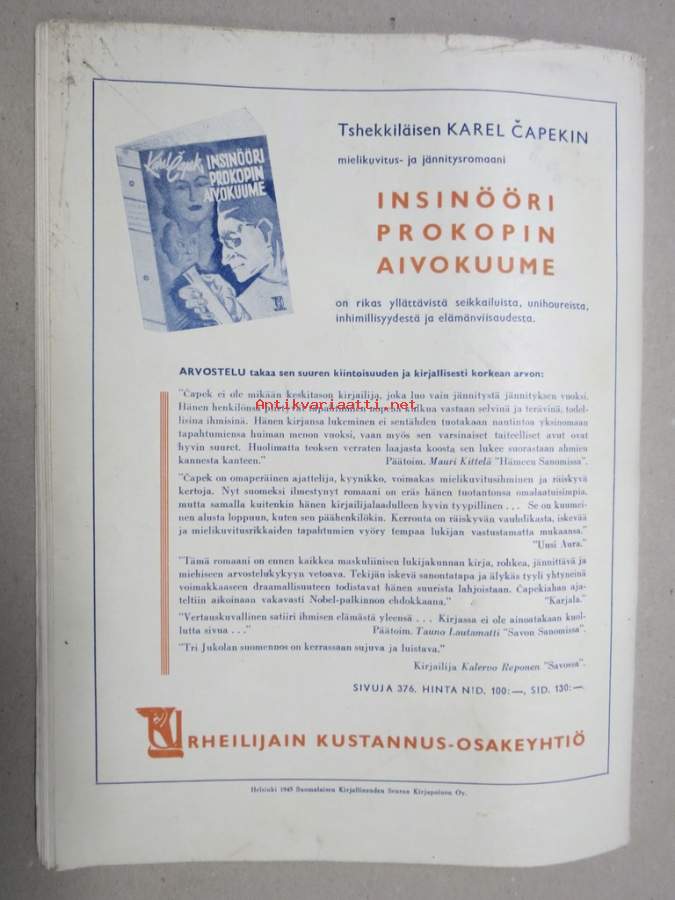 Tshekkiläisen KAREL ČAPEKIN
mielikuvitus- ja jännitysromaani
Karel Čapek,
INSINÖÖRI
PROKOPIN
AIVOKUUME
INSINÖÖRI
PROKOPIN
AIVOKUUME
on rikas yllättävistä seikkailuista, unihoureista,
inhimillisyydestä ja elämänviisaudesta.
ARVOSTELU takaa sen suuren kiintoisuuden ja kirjallisesti korkean arvon:
"Čapek ei ole mikään keskitason kirjailija, joka luo vain jännitystä jännityksen vuoksi.
Antikvariaatti.net
Hänen henkilönsä kulkua vastaan selvinä ja terävinä, todel-
lisina ihmisinä. Hänen kirjansa lukeminen ei sentähden tuotakaan nautintoa yksinomaan
tapahtumiensa huiman menon vuoksi, vaan myös sen varsinaiset taiteelliset avut ovat
hyvin suuret. Huolimatta teoksen verraten laajasta koosta sen lukee suorastaan ahmien
kannesta kanteen." Päätoim. Mauri Kittelä "Hämeen Sanomissa".
"Čapek on omaperäinen ajattelija, kyynikko, voimakas mielikuvitusihminen ja räiskyvä
kertoja. Nyt suomeksi ilmestynyt romaani on eräs hänen tuotantonsa omalaatuisimpia,
mutta samalla kuitenkin hänen kirjailijalaadulleen hyvin tyypillinen . . . Se on kuumei-
nen alusta loppuun, kuten sen päähenkilökin. Kerronta on räiskyvän vauhdikasta, iskevää
ja mielikuvitusrikkaiden tapahtumien vyöry tempaa lukijan vastustamatta mukaansa."
"Uusi Aura."
"Tämä romaani on ennen kaikkea maskuliinisen lukijakunnan kirja, rohkea, jännittävä ja
miehiseen arvostelukykyyn vetoava. Tekijän iskevä sanontatapa ja älykäs tyyli yhtyneinä
voimakkaaseen draamallisuuteen todistavat hänen suurista lahjoistaan. Čapekiahan aja-
teltiin aikoinaan vakavasti Nobel-palkinnon ehdokkaana." "Karjala."
"Vertauskuvallinen satiiri ihmisen elämästä yleensä . . . Kirjassa ei ole ainoatakaan kuol-
lutta sivua . . ." Päätoim. Tauno Lautamatti "Savon Sanomissa".
"Tri Jukolan suomennos on kerrassaan sujuva ja luistava."
Kirjailija Kalervo Reponen "Savossa".
SIVUJA 376. HINTA NID. 100:—, SID. 130:—.
URHEILIJAIN KUSTANNUS-OSAKEYHTIÖ
Helsinki 1945 Suomalaisen Kirjallisuuden Seuran Kirjapainon Oy.